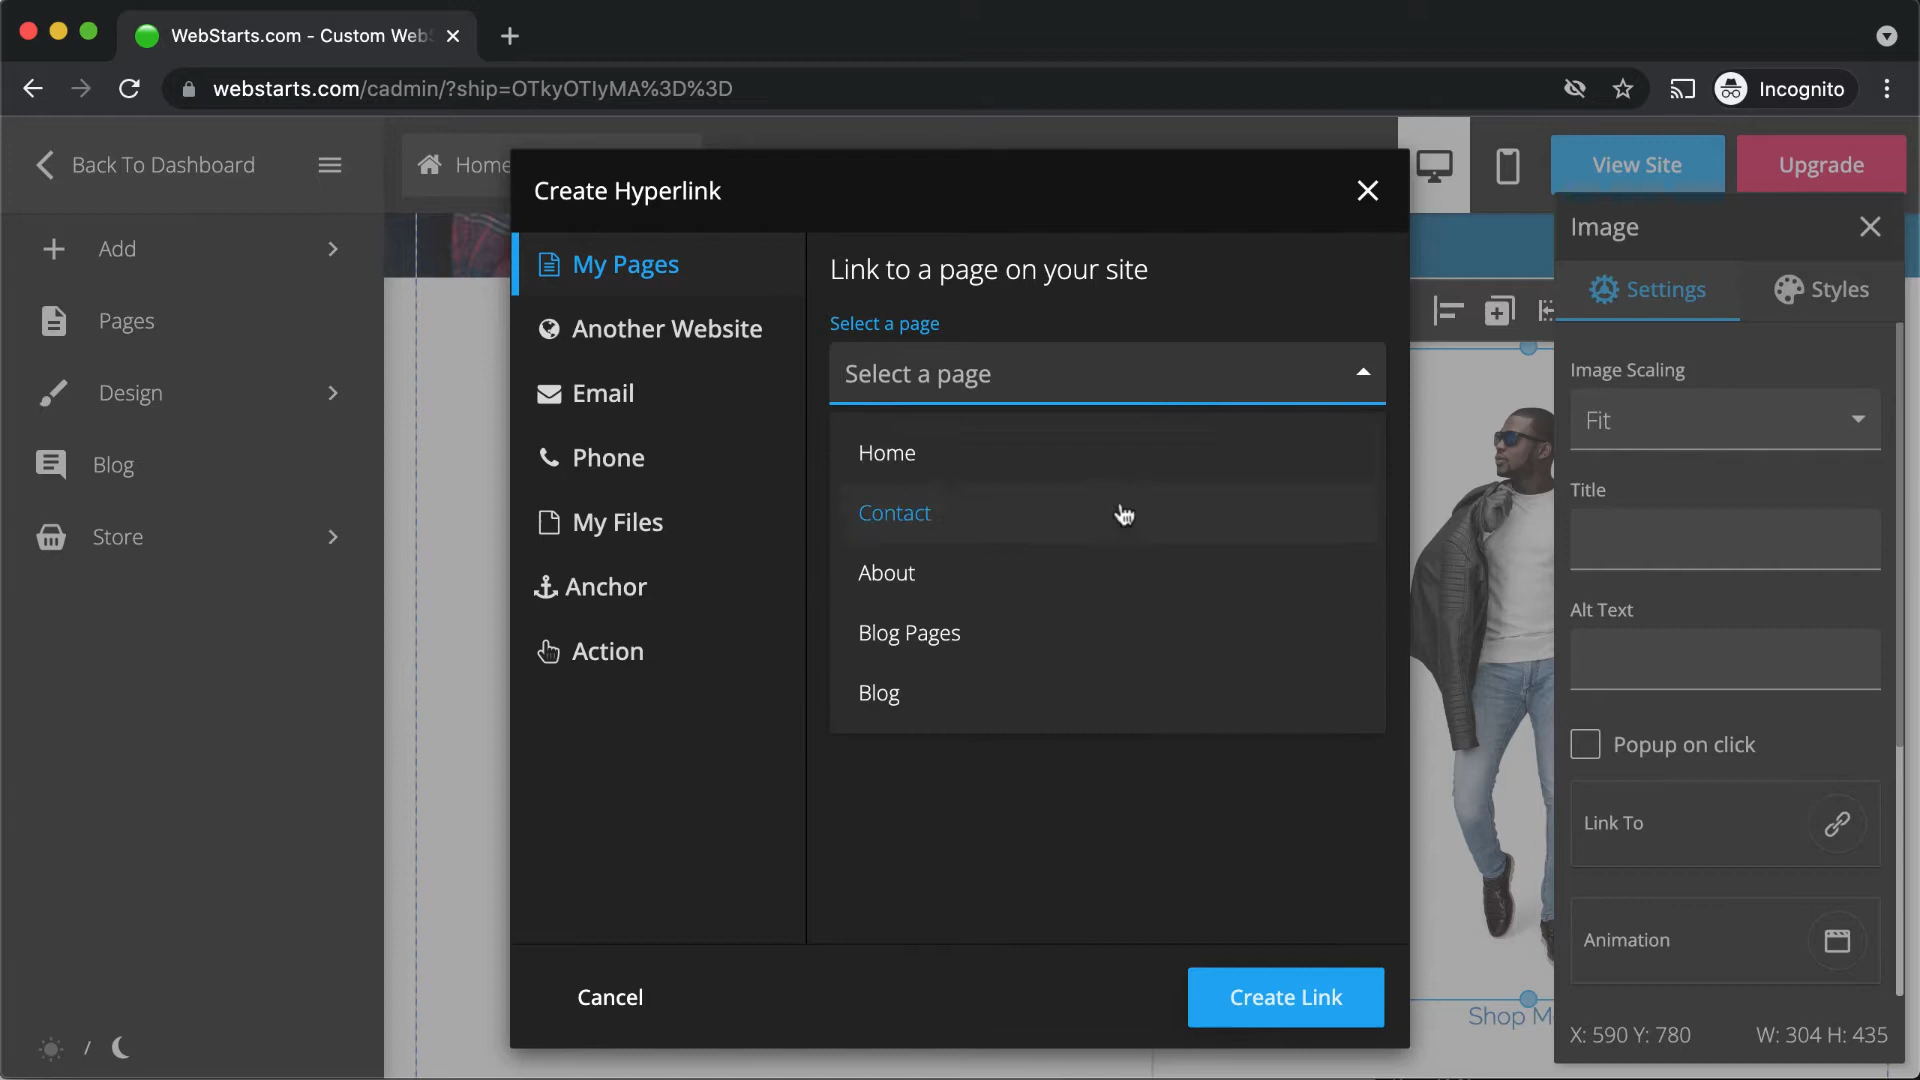 WebStarts.com - Custom Web
webstarts.com/cadmin/?ship=OTkyOTIyMA%3D%3D
Incognito
Back To Dashboard
Home
View Site
Upgrade
Add
Pages
Design
Blog
Store
/
Create Hyperlink
My Pages
Another Website
Email
Phone
My Files
Anchor
Action
Link to a page on your site
Select a page
Select a page
Home
Contact
About
Blog Pages
Blog
Cancel
Create Link
Shop M
Image
Settings
Styles
Image Scaling
Fit
Title
Alt Text
Popup on click
Link To
Animation
X: 590 Y: 780
W: 304 H: 435